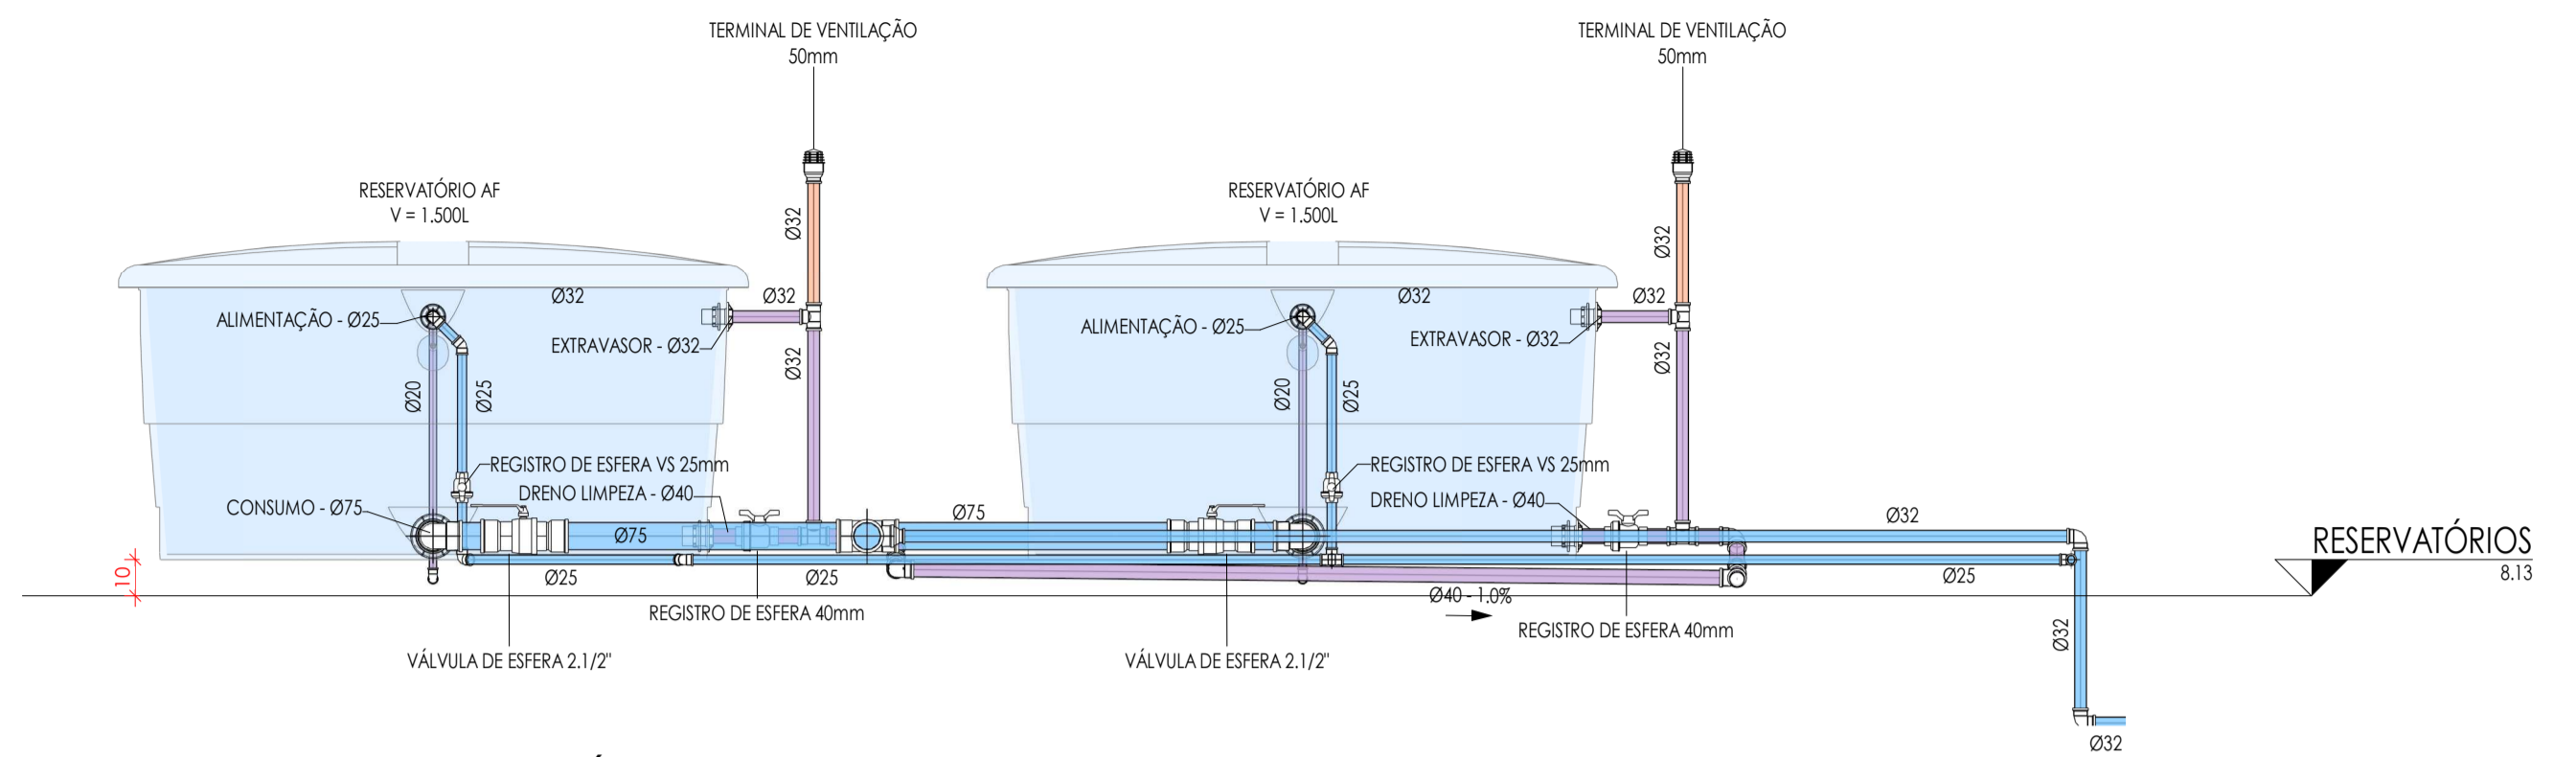 TERMINAL DE VENTILAÇÃO
50mm
TERMINAL DE VENTILAÇÃO
50mm
RESERVATÓRIO AF
V = 1.500L
RESERVATÓRIO AF
V = 1.500L
Ø32
Ø32
Ø32
Ø32
Ø32
Ø32
ALIMENTAÇÃO - Ø25
ALIMENTAÇÃO - Ø25
EXTRAVASOR - Ø32
EXTRAVASOR - Ø32
Ø32
Ø32
Ø20
Ø25
Ø20
Ø25
REGISTRO DE ESFERA VS 25mm
REGISTRO DE ESFERA VS 25mm
DRENO LIMPEZA - Ø40
DRENO LIMPEZA - Ø40
CONSUMO - Ø75
Ø75
Ø75
Ø32
RESERVATÓRIOS
8.13
10
Ø25
Ø25
Ø25
Ø40 - 1.0%
REGISTRO DE ESFERA 40mm
REGISTRO DE ESFERA 40mm
Ø32
VÁLVULA DE ESFERA 2.1/2"
VÁLVULA DE ESFERA 2.1/2"
Ø32